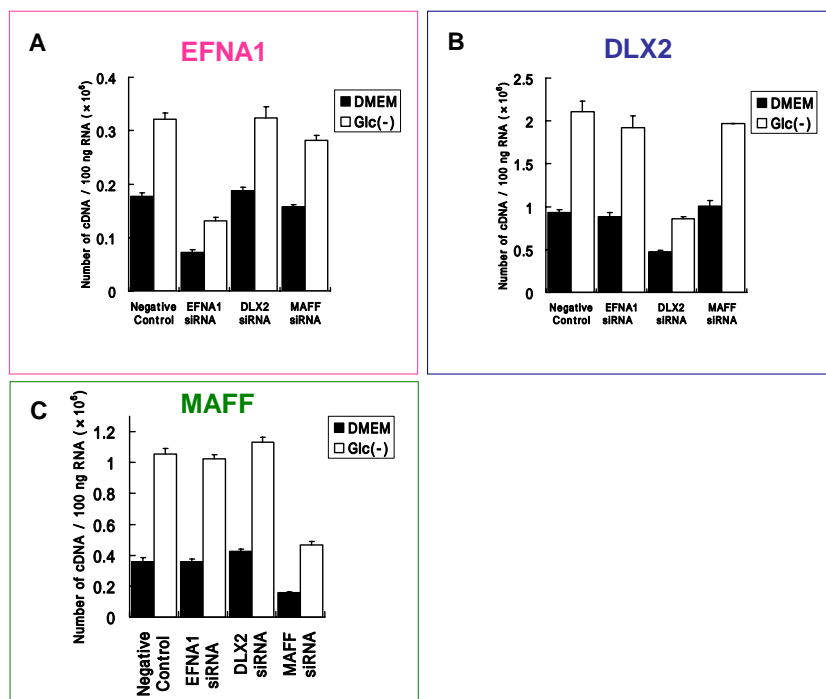 A
EFNA1
Number of cDNA / 100 ng RNA (×10⁶)
0.4
0.3
0.2
0.1
0
DMEM
Glc(-)
Negative Control
EFNA1 siRNA
DLX2 siRNA
MAFF siRNA
B
DLX2
Number of cDNA / 100 ng RNA (×10⁶)
2.5
2
1.5
1
0.5
0
DMEM
Glc(-)
Negative Control
EFNA1 siRNA
DLX2 siRNA
MAFF siRNA
C
MAFF
Number of cDNA / 100 ng RNA (×10⁶)
1.2
1
0.8
0.6
0.4
0.2
0
DMEM
Glc(-)
Negative Control
EFNA1 siRNA
DLX2 siRNA
MAFF siRNA